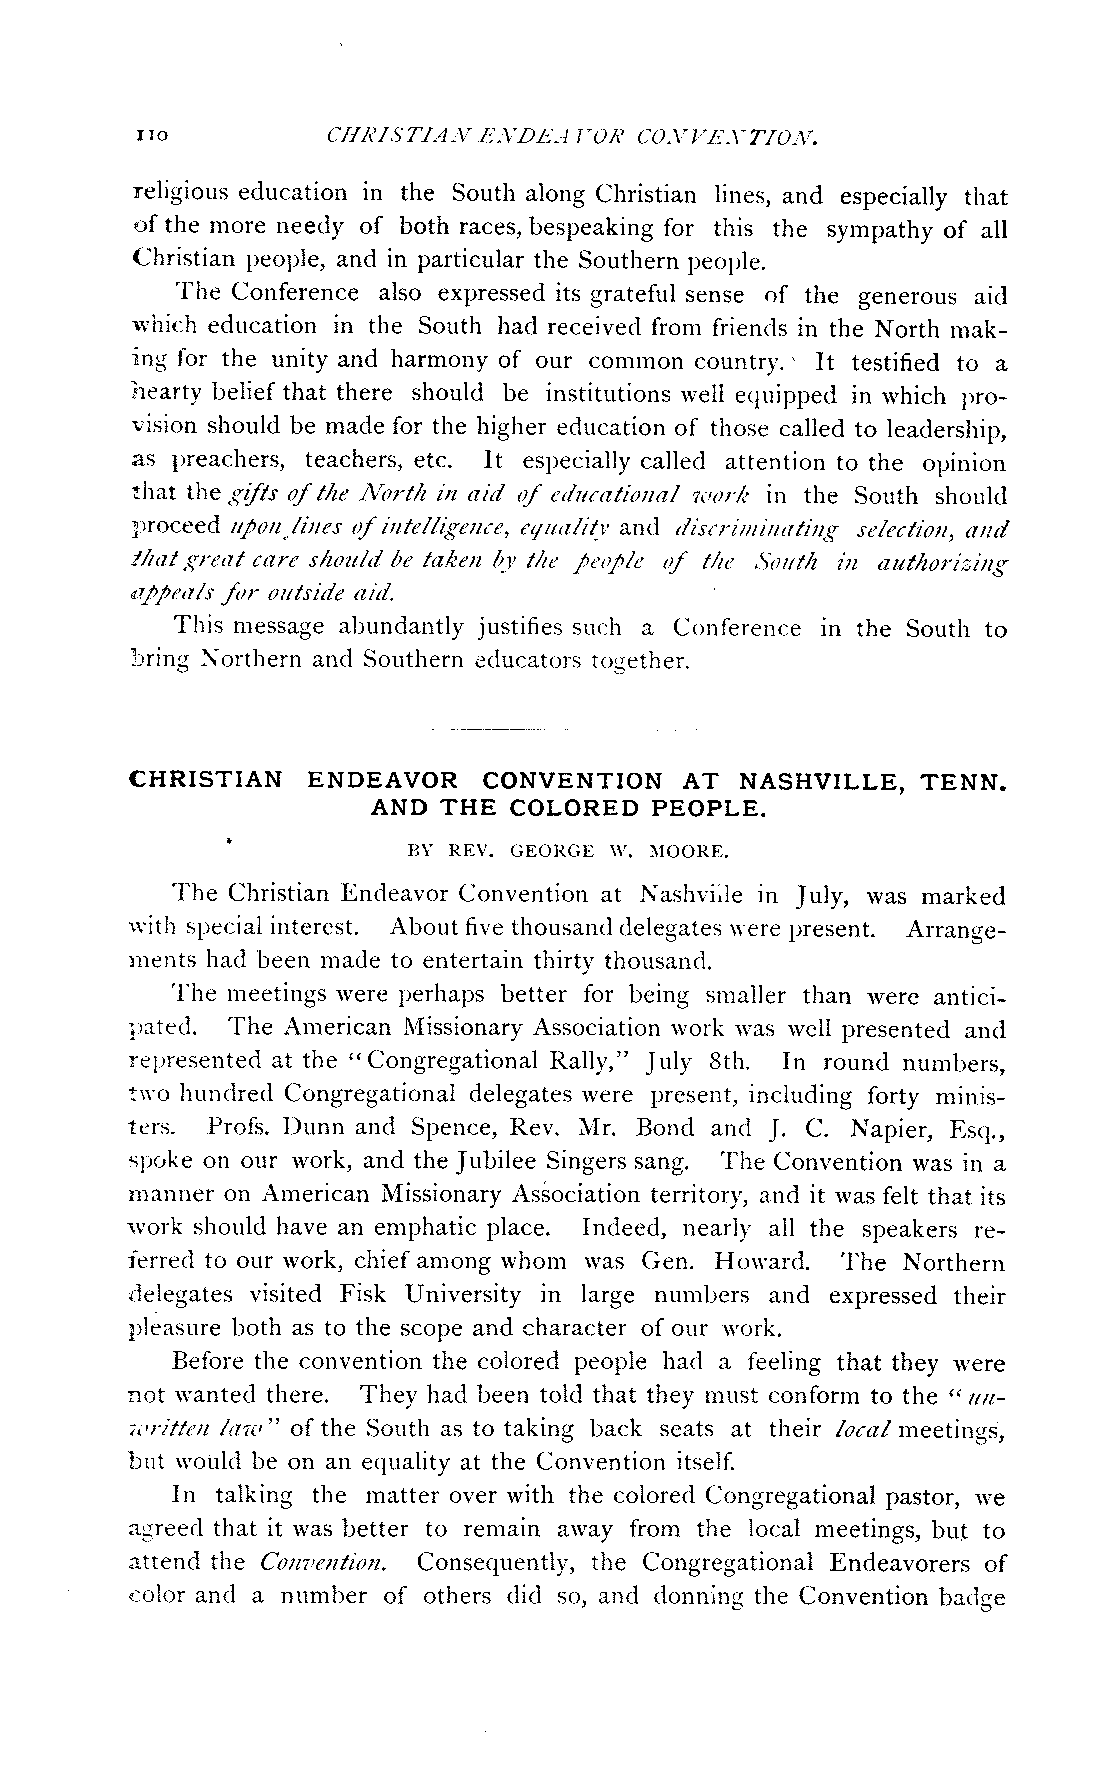 110 CHRISTIAN ENDEAVOR CONVENTION.
religious education in the South along Christian lines, and especially that
of the more needy of both races, bespeaking for this the sympathy of all
Christian people, and in particular the Southern people.
The Conference also expressed its grateful sense of the generous aid
which education in the South had received from friends in the North mak-
ing for the unity and harmony of our common country. It testified to a
hearty belief that there should be institutions well equipped in which pro-
vision should be made for the higher education of those called to leadership,
as preachers, teachers, etc. It especially called attention to the opinion
that the gifts of the North in aid of educational work in the South should
proceed upon lines of intelligence, equality and discriminating selection, and
that great care should be taken by the people of the South in authorizing
appeals for outside aid.
This message abundantly justifies such a Conference in the South to
bring Northern and Southern educators together.
CHRISTIAN ENDEAVOR CONVENTION AT NASHVILLE, TENN.
AND THE COLORED PEOPLE.
BY REV. GEORGE W. MOORE.
The Christian Endeavor Convention at Nashville in July, was marked
with special interest. About five thousand delegates were present. Arrange-
ments had been made to entertain thirty thousand.
The meetings were perhaps better for being smaller than were antici-
pated. The American Missionary Association work was well presented and
represented at the "Congregational Rally," July 8th. In round numbers,
two hundred Congregational delegates were present, including forty minis-
ters. Profs. Dunn and Spence, Rev. Mr. Bond and J. C. Napier, Esq.,
spoke on our work, and the Jubilee Singers sang. The Convention was in a
manner on American Missionary Association territory, and it was felt that its
work should have an emphatic place. Indeed, nearly all the speakers re-
ferred to our work, chief among whom was Gen. Howard. The Northern
delegates visited Fisk University in large numbers and expressed their
pleasure both as to the scope and character of our work.
Before the convention the colored people had a feeling that they were
not wanted there. They had been told that they must conform to the "un-
written law" of the South as to taking back seats at their local meetings,
but would be on an equality at the Convention itself.
In talking the matter over with the colored Congregational pastor, we
agreed that it was better to remain away from the local meetings, but to
attend the Convention. Consequently, the Congregational Endeavorers of
color and a number of others did so, and donning the Convention badge